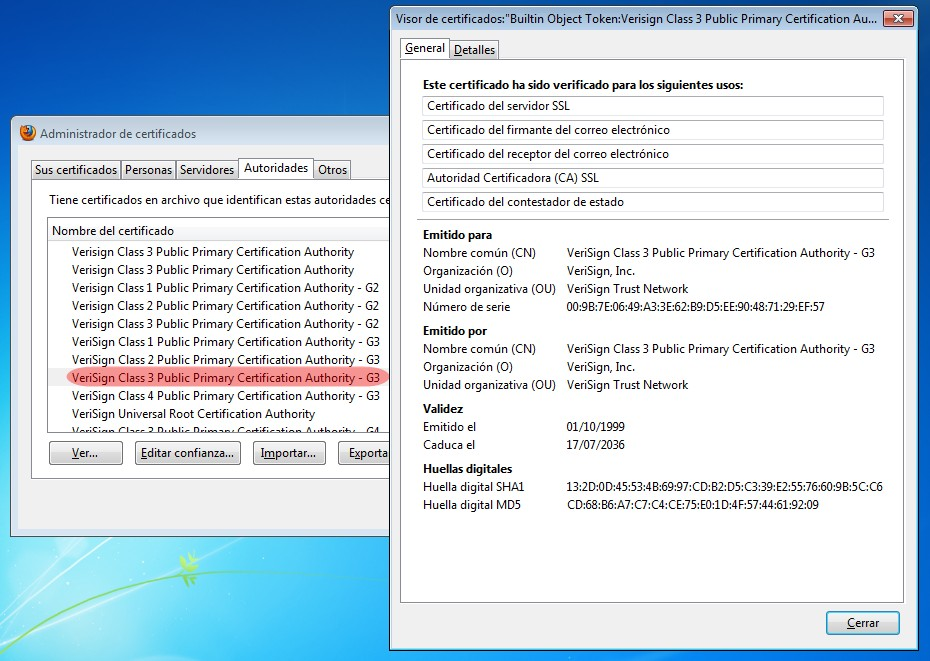 Visor de certificados:"Builtin Object Token:Verisign Class 3 Public Primary Certification Au...
General
Detalles
Este certificado ha sido verificado para los siguientes usos:
Certificado del servidor SSL
Certificado del firmante del correo electrónico
Certificado del receptor del correo electrónico
Autoridad Certificadora (CA) SSL
Certificado del contestador de estado
Emitido para
Nombre común (CN) VeriSign Class 3 Public Primary Certification Authority - G3
Organización (O) VeriSign, Inc.
Unidad organizativa (OU) VeriSign Trust Network
Número de serie 00:9B:7E:06:49:A3:3E:62:B9:D5:EE:90:48:71:29:EF:57
Emitido por
Nombre común (CN) VeriSign Class 3 Public Primary Certification Authority - G3
Organización (O) VeriSign, Inc.
Unidad organizativa (OU) VeriSign Trust Network
Validez
Emitido el 01/10/1999
Caduca el 17/07/2036
Huellas digitales
Huella digital SHA1 13:2D:0D:45:53:4B:69:97:CD:B2:D5:C3:39:E2:55:76:60:9B:5C:C6
Huella digital MD5 CD:68:B6:A7:C7:C4:CE:75:E0:1D:4F:57:44:61:92:09
Cerrar
Administrador de certificados
Sus certificados
Personas
Servidores
Autoridades
Otros
Tiene certificados en archivo que identifican estas autoridades ce
Nombre del certificado
Verisign Class 3 Public Primary Certification Authority
Verisign Class 3 Public Primary Certification Authority
Verisign Class 1 Public Primary Certification Authority - G2
Verisign Class 2 Public Primary Certification Authority - G2
Verisign Class 3 Public Primary Certification Authority - G2
VeriSign Class 1 Public Primary Certification Authority - G3
VeriSign Class 2 Public Primary Certification Authority - G3
VeriSign Class 3 Public Primary Certification Authority - G3
VeriSign Class 4 Public Primary Certification Authority - G3
VeriSign Universal Root Certification Authority
VeriSign Class 3 Public Primary Certification Authority - G4
Ver...
Editar confianza...
Importar...
Exporta